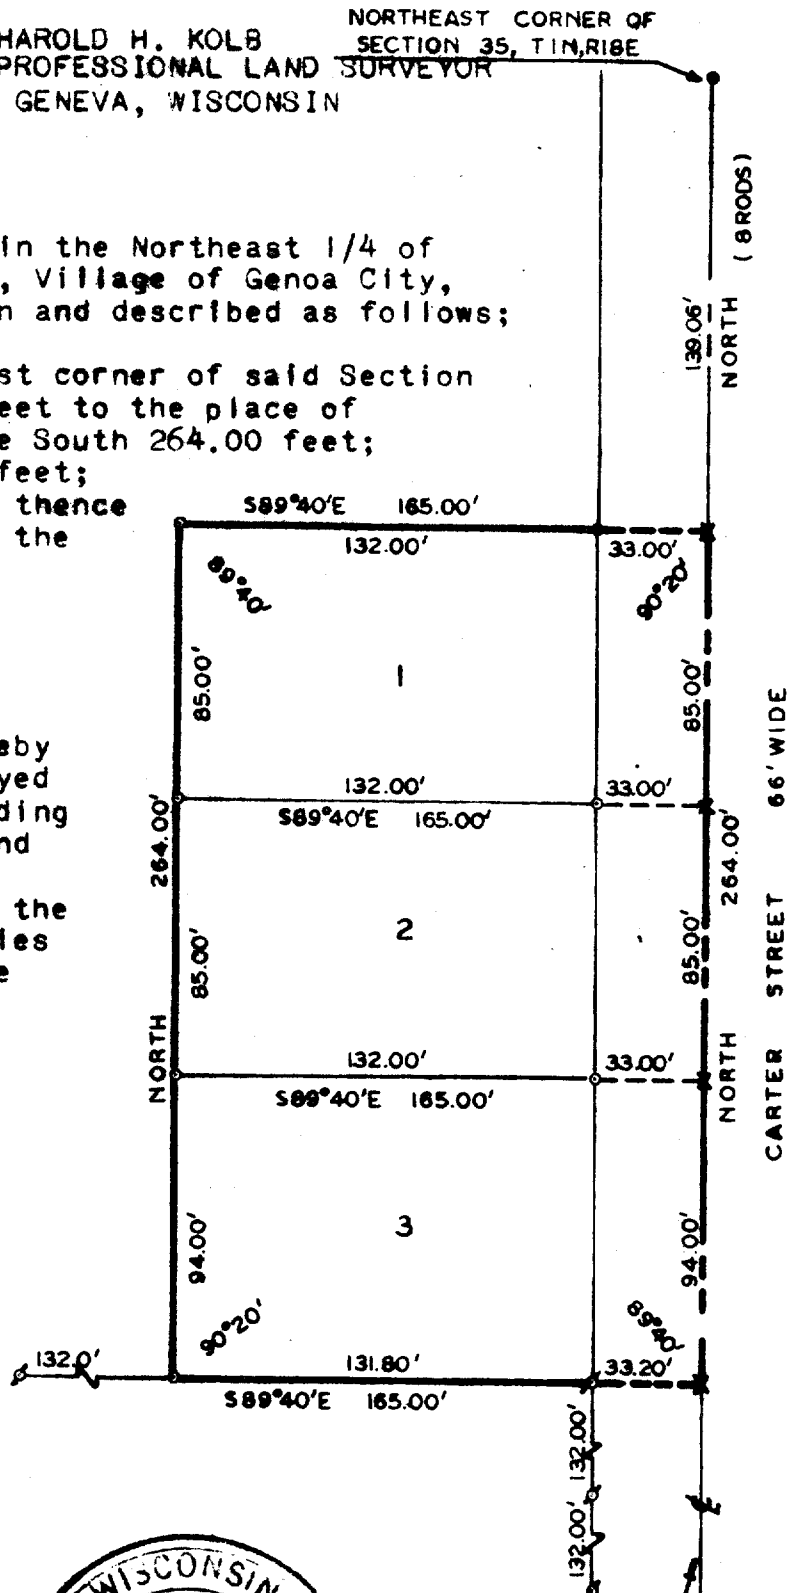 HAROLD H. KOLB
PROFESSIONAL LAND SURVEYOR
GENEVA, WISCONSIN
NORTHEAST CORNER OF
SECTION 35, T1N,R18E
in the Northeast 1/4 of
, Village of Genoa City,
n and described as follows;
st corner of said Section
eet to the place of
e South 264.00 feet;
feet;
thence
the
(8RODS)
139.06'
NORTH
S89°40'E 165.00'
132.00'
33.00'
89°40'
90°20'
85.00'
1
85.00'
eby
yed
ding
nd
the
les
e
132.00'
33.00'
S89°40'E 165.00'
264.00'
264.00'
66'WIDE
2
85.00'
85.00'
NORTH
NORTH
CARTER STREET
132.00'
33.00'
S89°40'E 165.00'
94.00'
3
94.00'
90°20'
89°40'
132.0'
131.80'
33.20'
S89°40'E 165.00'
132.00'
132.00'
WISCONSIN